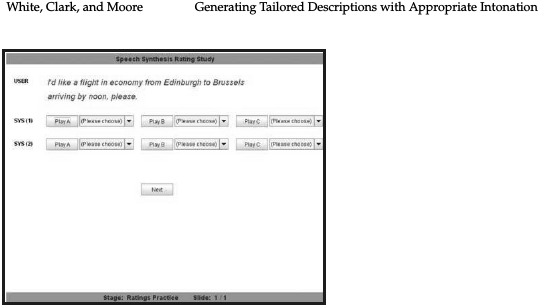 White, Clark, and Moore Generating Tailored Descriptions with Appropriate Intonation
Speech Synthesis Rating Study
USER I'd like a flight in economy from Edinburgh to Brussels
arriving by noon, please.
SYS (1) Play A (Please choose) Play B (Please choose) Play C (Please choose)
SYS (2) Play A (Please choose) Play B (Please choose) Play C (Please choose)
Next
Stage: Ratings Practice Slide: 1 / 1